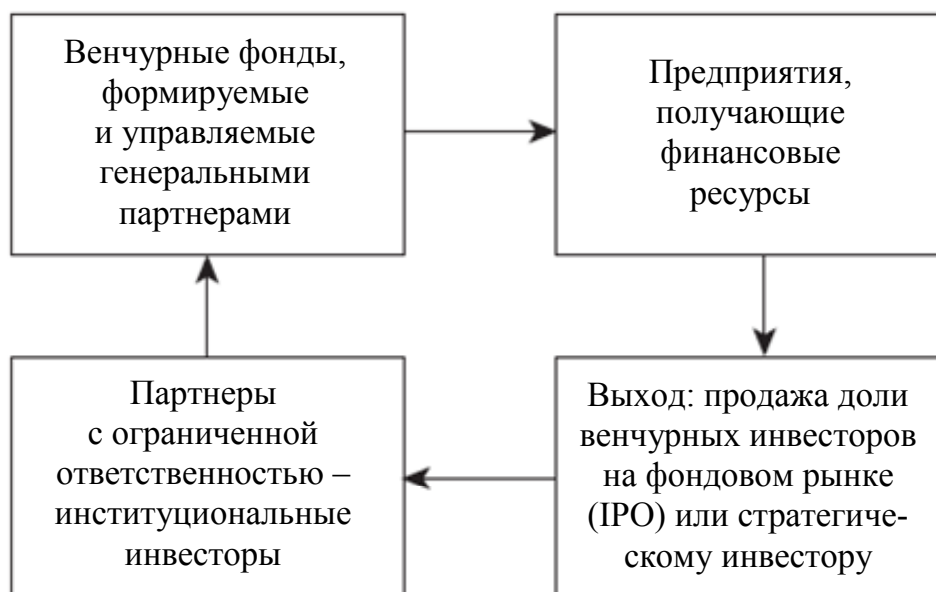 Венчурные фонды,
формируемые
и управляемые
генеральными
партнерами
Предприятия,
получающие
финансовые
ресурсы
Партнеры
с ограниченной
ответственностью –
институциональные
инвесторы
Выход: продажа доли
венчурных инвесторов
на фондовом рынке
(IPO) или стратегиче-
скому инвестору